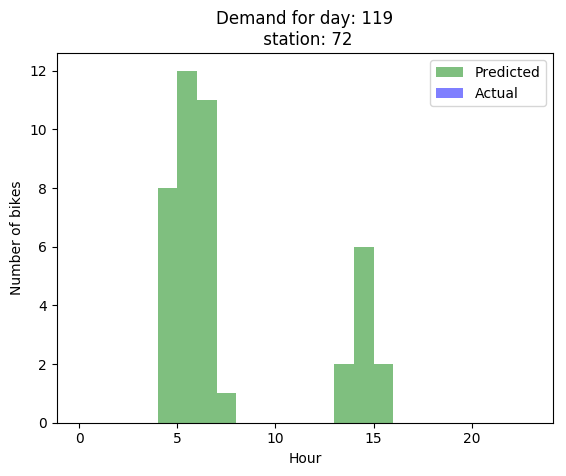 Demand for day: 119
station: 72
Predicted
Actual
Number of bikes
12
10
8
6
4
2
0
0 5 10 15 20
Hour